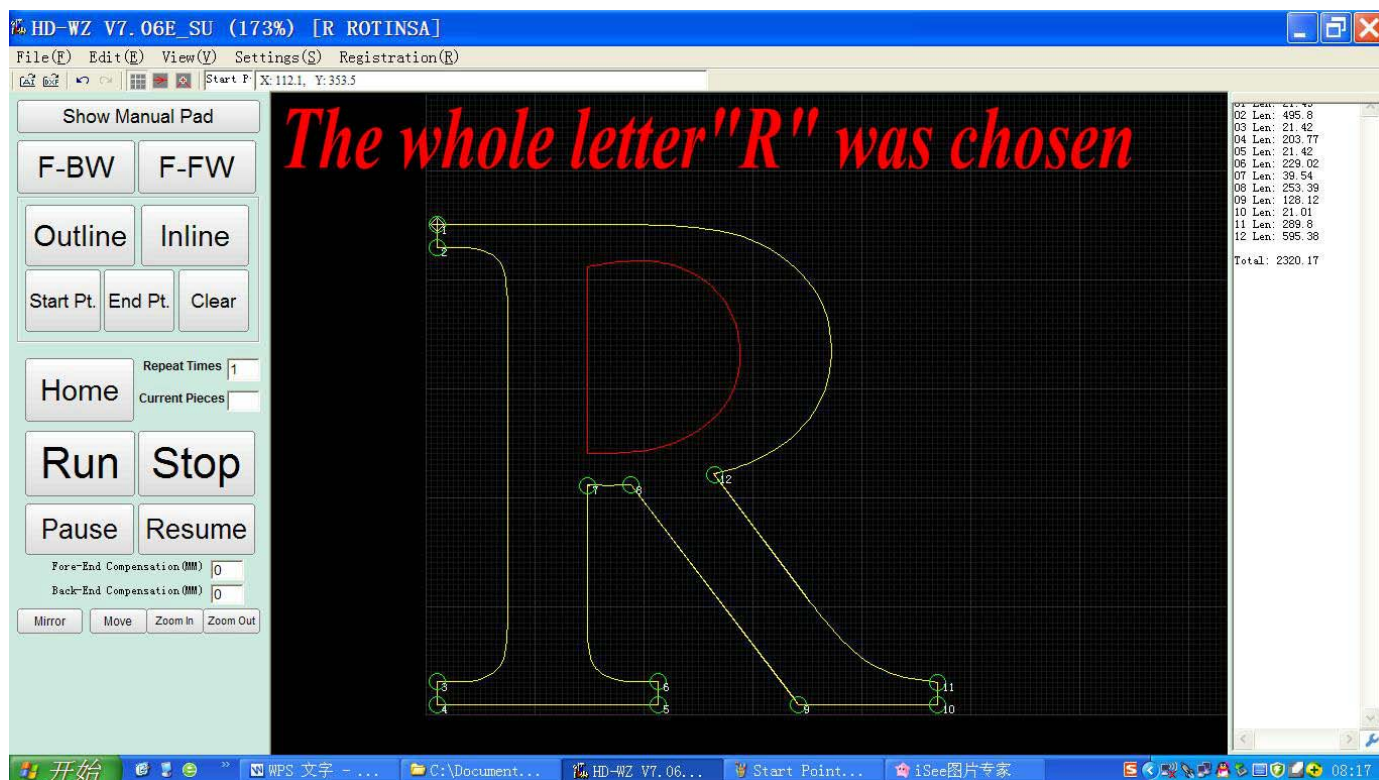 HD-WZ V7.06E_SU (173%) [R ROTINSA]
File(F) Edit(E) View(V) Settings(S) Registration(R)
Start P X: 112.1, Y: 353.5
Show Manual Pad
F-BW F-FW
Outline Inline
Start Pt. End Pt. Clear
Home
Repeat Times 1
Current Pieces
Run Stop
Pause Resume
Fore-End Compensation(MM) 0
Back-End Compensation(MM) 0
Mirror Move Zoom In Zoom Out
The whole letter"R" was chosen
1
2
3
4
5
6
7
8
9
10
11
12
01 Len: 21.43
02 Len: 495.8
03 Len: 21.42
04 Len: 203.77
05 Len: 21.42
06 Len: 229.02
07 Len: 39.54
08 Len: 253.39
09 Len: 128.12
10 Len: 21.01
11 Len: 289.8
12 Len: 595.38
Total: 2320.17
开始 WPS 文字 - ... C:\Document... HD-WZ V7.06... Start Point... iSee图片专家 08:17